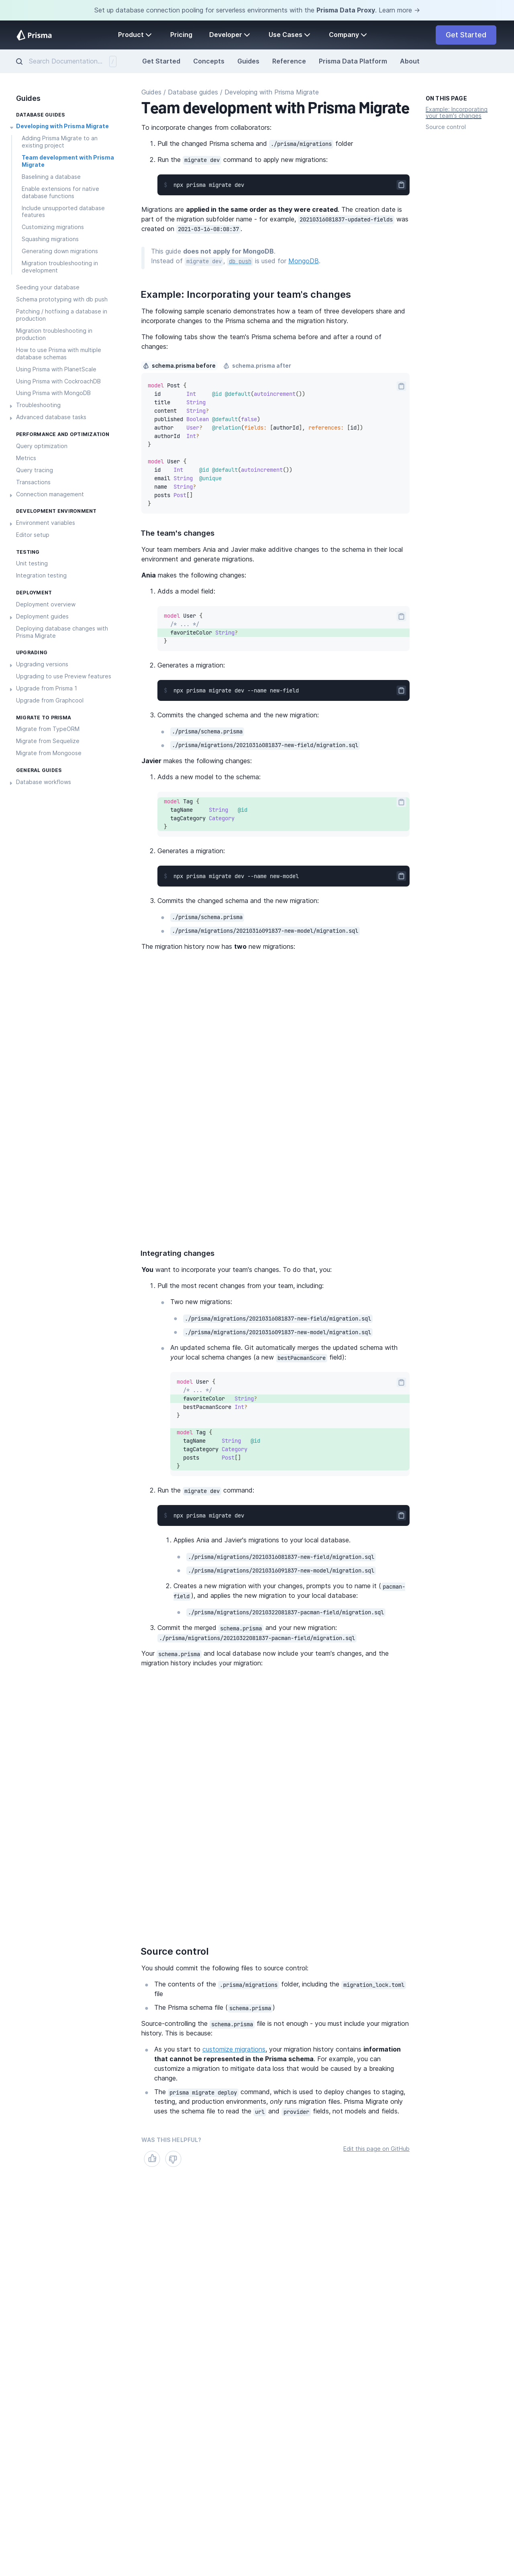 Set up database connection pooling for serverless environments with the Prisma Data Proxy. Learn more →
Prisma
Product
Pricing
Developer
Use Cases
Company
Get Started
Search Documentation...
/
Get Started
Concepts
Guides
Reference
Prisma Data Platform
About
Guides
DATABASE GUIDES
Developing with Prisma Migrate
Adding Prisma Migrate to an
existing project
Team development with Prisma
Migrate
Baselining a database
Enable extensions for native
database functions
Include unsupported database
features
Customizing migrations
Squashing migrations
Generating down migrations
Migration troubleshooting in
development
Seeding your database
Schema prototyping with db push
Patching / hotfixing a database in
production
Migration troubleshooting in
production
How to use Prisma with multiple
database schemas
Using Prisma with PlanetScale
Using Prisma with CockroachDB
Using Prisma with MongoDB
Troubleshooting
Advanced database tasks
PERFORMANCE AND OPTIMIZATION
Query optimization
Metrics
Query tracing
Transactions
Connection management
DEVELOPMENT ENVIRONMENT
Environment variables
Editor setup
TESTING
Unit testing
Integration testing
DEPLOYMENT
Deployment overview
Deployment guides
Deploying database changes with
Prisma Migrate
UPGRADING
Upgrading versions
Upgrading to use Preview features
Upgrade from Prisma 1
Upgrade from Graphcool
MIGRATE TO PRISMA
Migrate from TypeORM
Migrate from Sequelize
Migrate from Mongoose
GENERAL GUIDES
Database workflows
Guides / Database guides / Developing with Prisma Migrate
Team development with Prisma Migrate
To incorporate changes from collaborators:
1. Pull the changed Prisma schema and ./prisma/migrations folder
2. Run the migrate dev command to apply new migrations:
1 npx prisma migrate dev
Migrations are applied in the same order as they were created. The creation date is
part of the migration subfolder name - for example, 20210316081837-updated-fields was
created on 2021-03-16-08:08:37.
This guide does not apply for MongoDB.
Instead of migrate dev, db push is used for MongoDB.
Example: Incorporating your team's changes
The following sample scenario demonstrates how a team of three developers share and
incorporate changes to the Prisma schema and the migration history.
The following tabs show the team's Prisma schema before and after a round of
changes:
schema.prisma before
schema.prisma after
model Post {
id Int @id @default(autoincrement())
title String
content String?
published Boolean @default(false)
author User? @relation(fields: [authorId], references: [id])
authorId Int?
}
model User {
id Int @id @default(autoincrement())
email String @unique
name String?
posts Post[]
}
The team's changes
Your team members Ania and Javier make additive changes to the schema in their local
environment and generate migrations.
Ania makes the following changes:
1. Adds a model field:
model User {
/* ... */
favoriteColor String?
}
2. Generates a migration:
1 npx prisma migrate dev --name new-field
3. Commits the changed schema and the new migration:
./prisma/schema.prisma
./prisma/migrations/20210316081837-new-field/migration.sql
Javier makes the following changes:
1. Adds a new model to the schema:
model Tag {
tagName String @id
tagCategory Category
}
2. Generates a migration:
1 npx prisma migrate dev --name new-model
3. Commits the changed schema and the new migration:
./prisma/schema.prisma
./prisma/migrations/20210316091837-new-model/migration.sql
The migration history now has two new migrations:
Integrating changes
You want to incorporate your team's changes. To do that, you:
1. Pull the most recent changes from your team, including:
Two new migrations:
./prisma/migrations/20210316081837-new-field/migration.sql
./prisma/migrations/20210316091837-new-model/migration.sql
An updated schema file. Git automatically merges the updated schema with
your local schema changes (a new bestPacmanScore field):
model User {
/* ... */
favoriteColor String?
bestPacmanScore Int?
}
model Tag {
tagName String @id
tagCategory Category
posts Post[]
}
2. Run the migrate dev command:
1 npx prisma migrate dev
1. Applies Ania and Javier's migrations to your local database.
./prisma/migrations/20210316081837-new-field/migration.sql
./prisma/migrations/20210316091837-new-model/migration.sql
2. Creates a new migration with your changes, prompts you to name it (pacman-
field), and applies the new migration to your local database:
./prisma/migrations/20210322081837-pacman-field/migration.sql
3. Commit the merged schema.prisma and your new migration:
./prisma/migrations/20210322081837-pacman-field/migration.sql
Your schema.prisma and local database now include your team's changes, and the
migration history includes your migration:
Source control
You should commit the following files to source control:
The contents of the .prisma/migrations folder, including the migration_lock.toml
file
The Prisma schema file (schema.prisma)
Source-controlling the schema.prisma file is not enough - you must include your migration
history. This is because:
As you start to customize migrations, your migration history contains information
that cannot be represented in the Prisma schema. For example, you can
customize a migration to mitigate data loss that would be caused by a breaking
change.
The prisma migrate deploy command, which is used to deploy changes to staging,
testing, and production environments, only runs migration files. Prisma Migrate only
uses the schema file to read the url and provider fields, not models and fields.
WAS THIS HELPFUL?
Edit this page on GitHub
ON THIS PAGE
Example: Incorporating
your team's changes
Source control